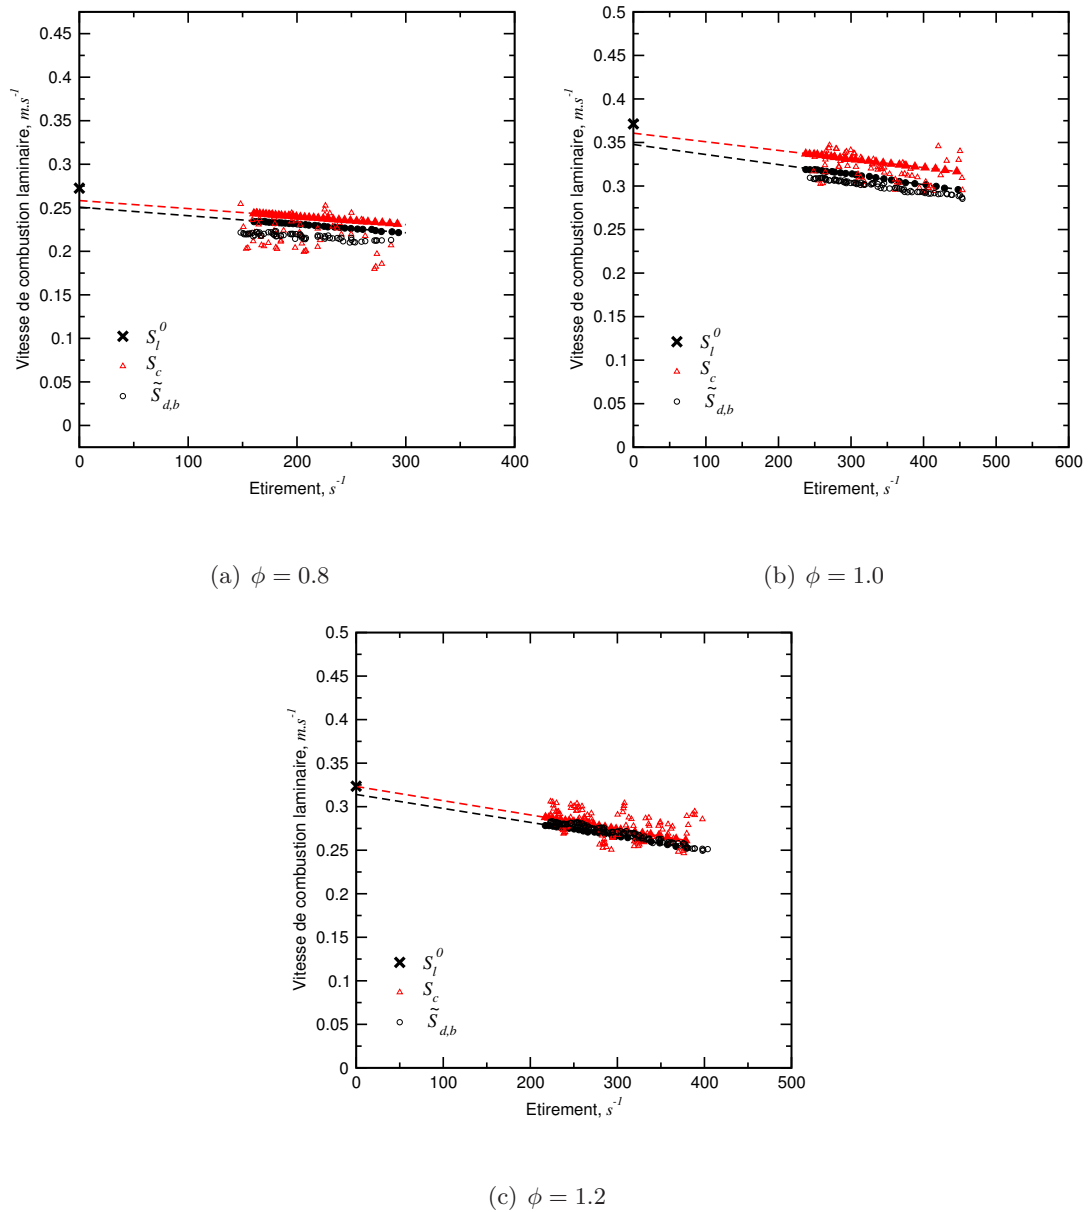 0.45
0.4
0.35
0.3
0.25
0.2
0.15
0.1
0.05
0
Vitesse de combustion laminaire, m.s⁻¹
S_l^0
S_c
S̃_{d,b}
0 100 200 300 400
Etirement, s⁻¹
(a) ϕ = 0.8
0.5
0.45
0.4
0.35
0.3
0.25
0.2
0.15
0.1
0.05
0
Vitesse de combustion laminaire, m.s⁻¹
S_l^0
S_c
S̃_{d,b}
0 100 200 300 400 500 600
Etirement, s⁻¹
(b) ϕ = 1.0
0.5
0.45
0.4
0.35
0.3
0.25
0.2
0.15
0.1
0.05
0
Vitesse de combustion laminaire, m.s⁻¹
S_l^0
S_c
S̃_{d,b}
0 100 200 300 400 500
Etirement, s⁻¹
(c) ϕ = 1.2